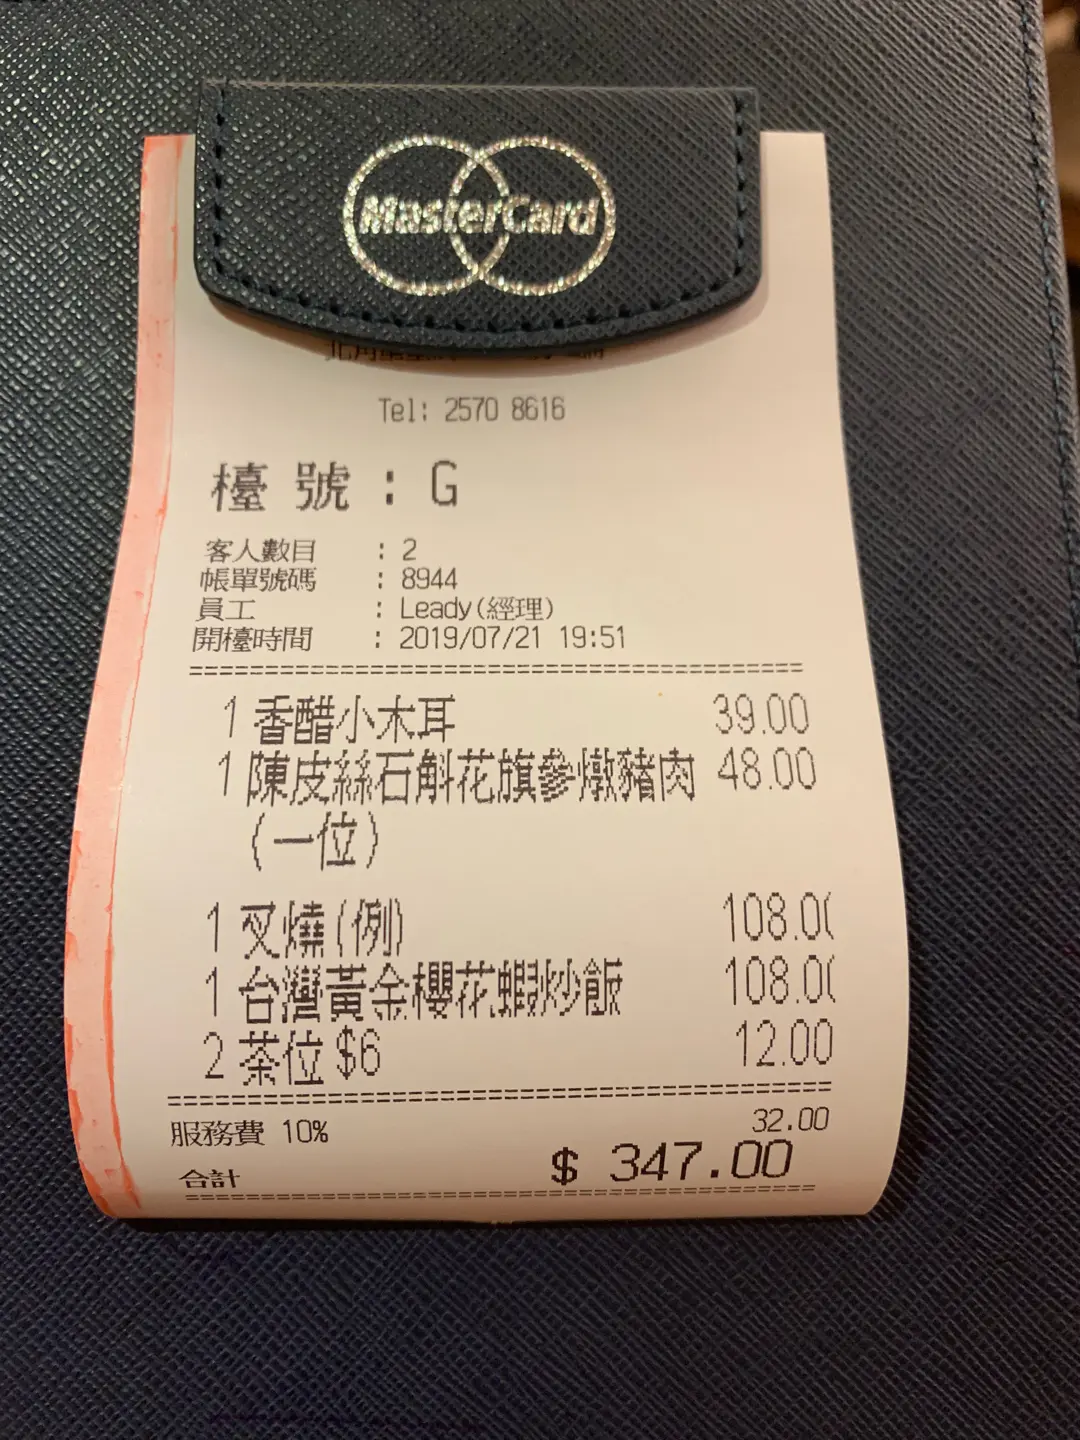 MasterCard
Tel: 2570 8616
檯 號 : G
客人數目 : 2
帳單號碼 : 8944
員工 : Leady(經理)
開檯時間 : 2019/07/21 19:51
1 香醋小木耳 39.00
1 陳皮絲石斛花旗參燉豬肉 48.00
(一位)
1 叉燒(例) 108.00
1 台灣黃金櫻花蝦炒飯 108.00
2 茶位 $6 12.00
服務費 10% 32.00
合計 $ 347.00